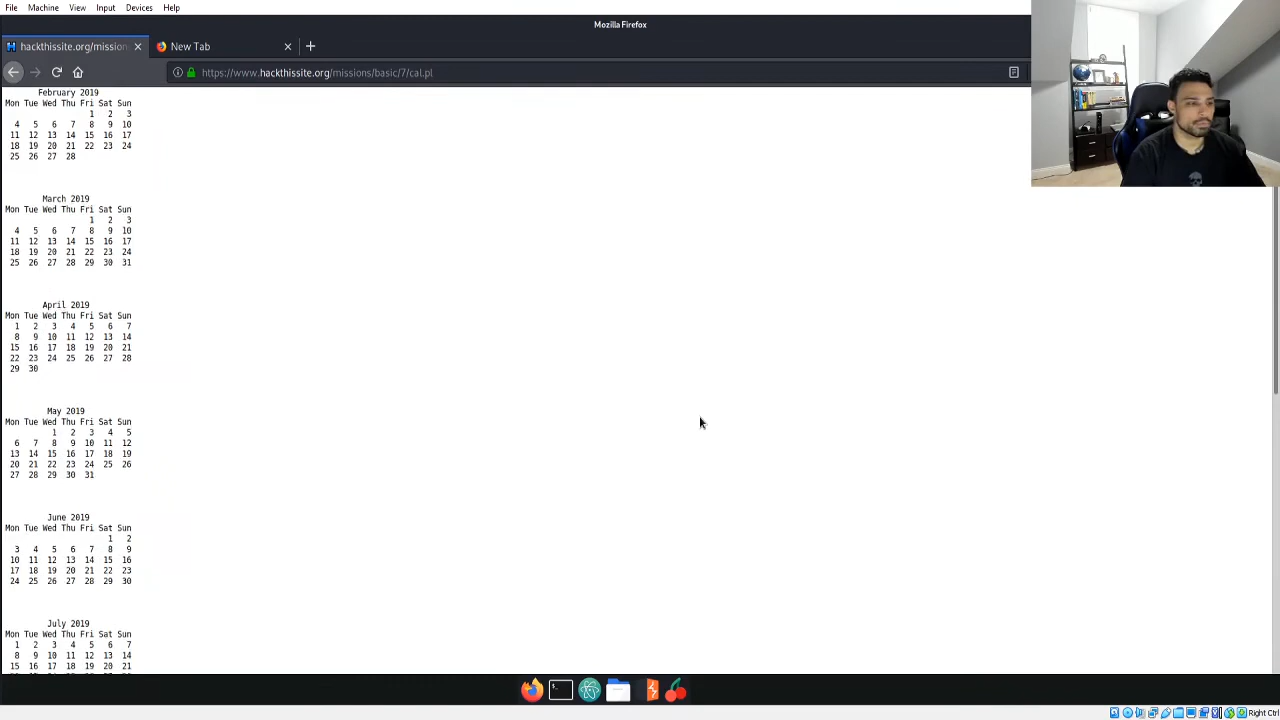 File Machine View Input Devices Help
Mozilla Firefox
hackthissite.org/mission New Tab
https://www.hackthissite.org/missions/basic/7/cal.pl
February 2019
Mon Tue Wed Thu Fri Sat Sun
1 2 3
4 5 6 7 8 9 10
11 12 13 14 15 16 17
18 19 20 21 22 23 24
25 26 27 28
March 2019
Mon Tue Wed Thu Fri Sat Sun
1 2 3
4 5 6 7 8 9 10
11 12 13 14 15 16 17
18 19 20 21 22 23 24
25 26 27 28 29 30 31
April 2019
Mon Tue Wed Thu Fri Sat Sun
1 2 3 4 5 6 7
8 9 10 11 12 13 14
15 16 17 18 19 20 21
22 23 24 25 26 27 28
29 30
May 2019
Mon Tue Wed Thu Fri Sat Sun
1 2 3 4 5
6 7 8 9 10 11 12
13 14 15 16 17 18 19
20 21 22 23 24 25 26
27 28 29 30 31
June 2019
Mon Tue Wed Thu Fri Sat Sun
1 2
3 4 5 6 7 8 9
10 11 12 13 14 15 16
17 18 19 20 21 22 23
24 25 26 27 28 29 30
July 2019
Mon Tue Wed Thu Fri Sat Sun
1 2 3 4 5 6 7
8 9 10 11 12 13 14
15 16 17 18 19 20 21
Right Ctrl